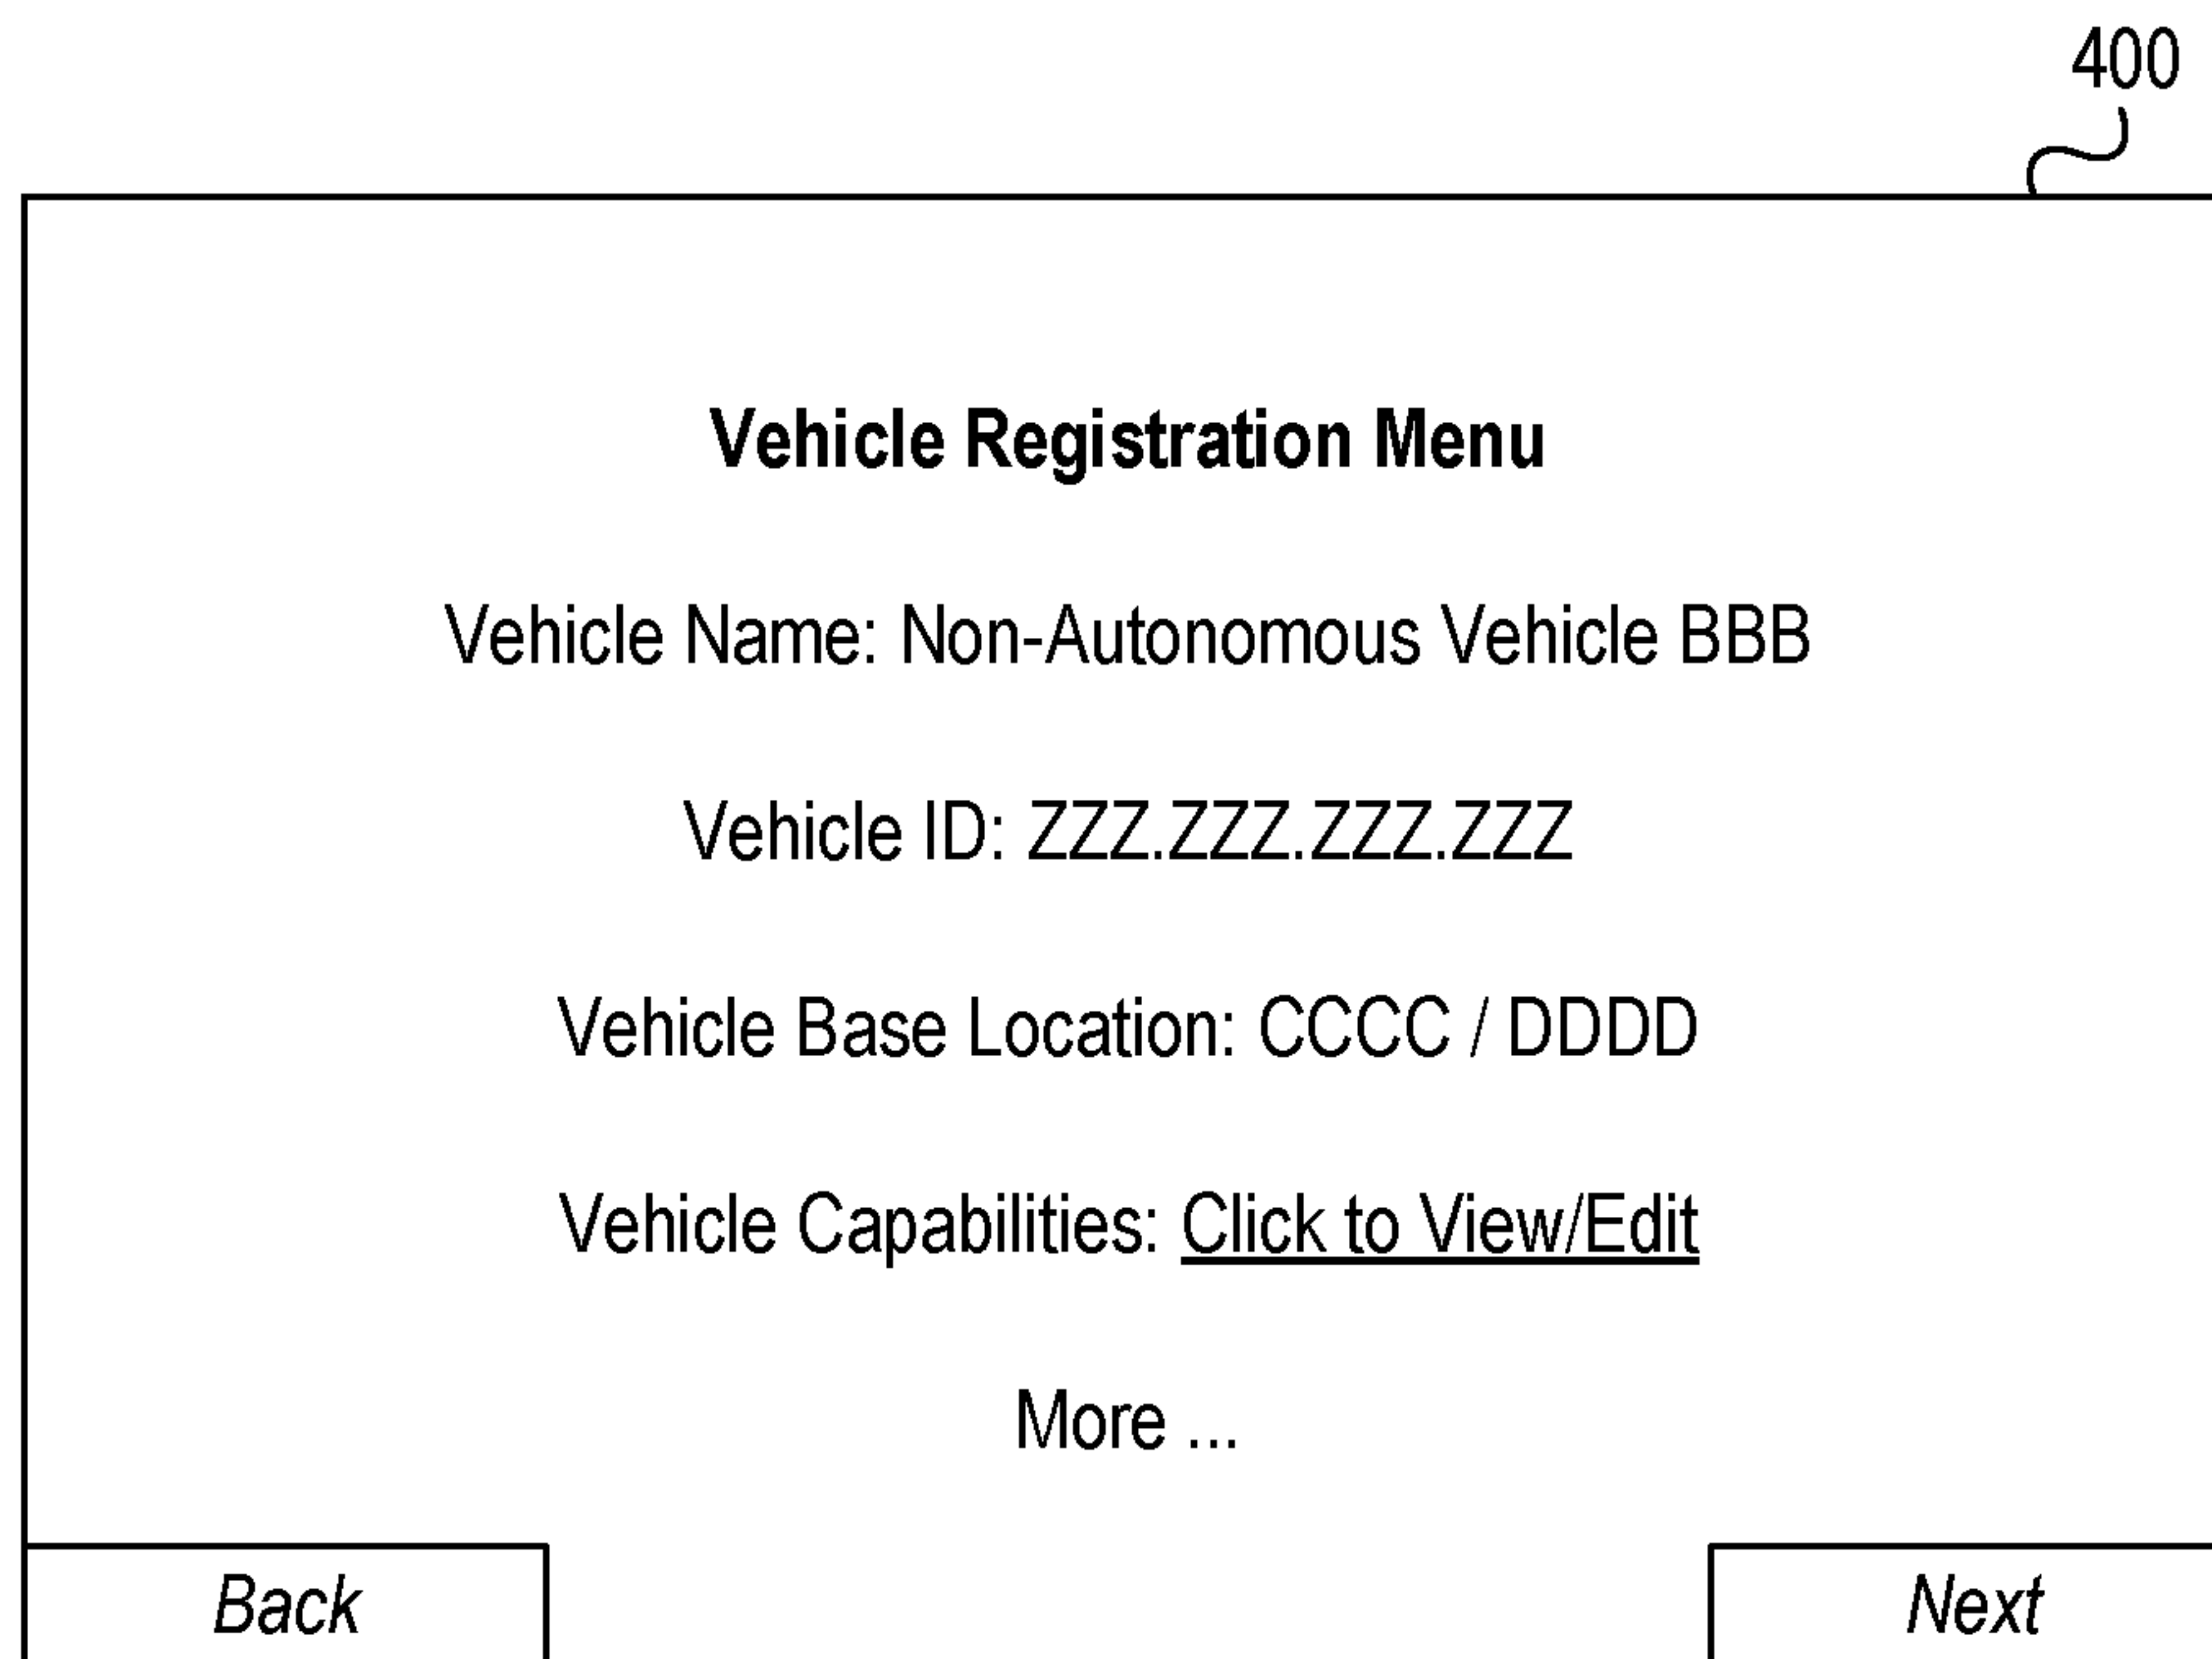 400
Vehicle Registration Menu
Vehicle Name: Non-Autonomous Vehicle BBB
Vehicle ID: ZZZ.ZZZ.ZZZ.ZZZ
Vehicle Base Location: CCCC / DDDD
Vehicle Capabilities: Click to View/Edit
More ...
Back
Next